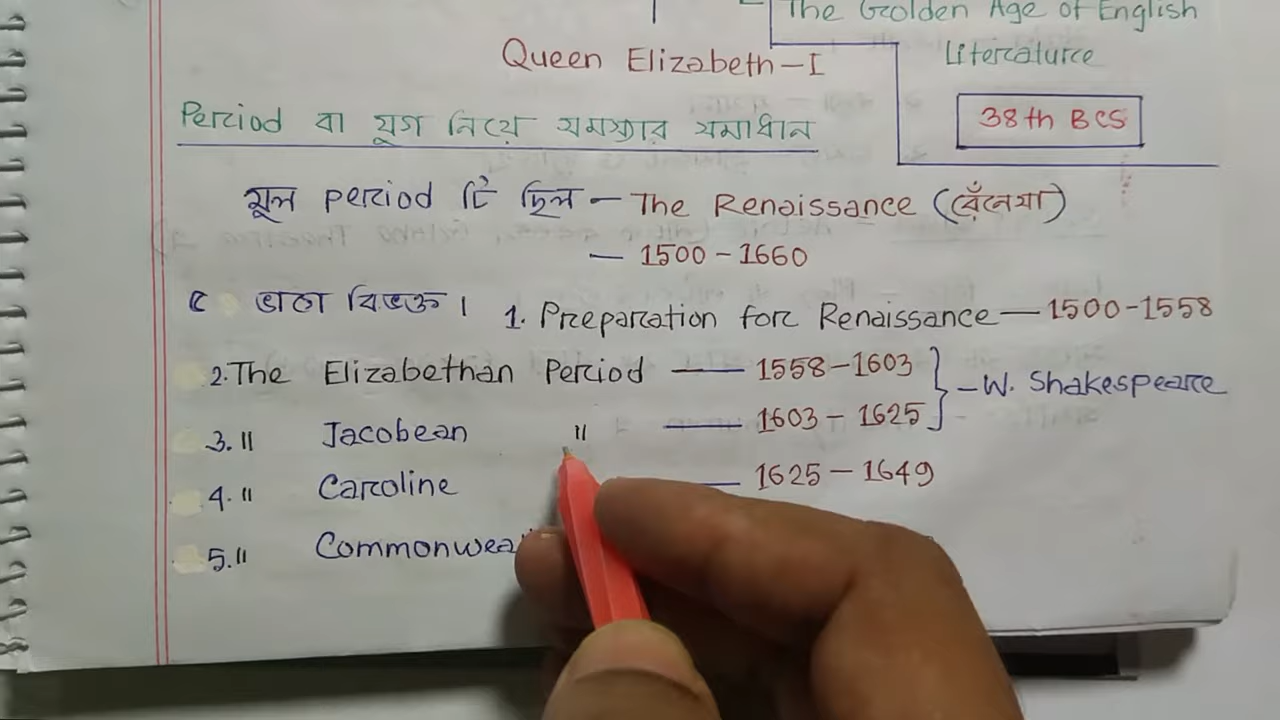 The Golden Age of English
Literature
Queen Elizabeth-I
38th BCS
Period বা যুগ নিয়ে সমস্যার সমাধান
মূল period টি ছিল - The Renaissance (রেঁনেসা)
- 1500-1660
৫ ভাগে বিভক্ত। 1. Preparation for Renaissance - 1500-1558
2. The Elizabethan Period - 1558-1603
- W. Shakespeare
3. " Jacobean " - 1603-1625
4. " Caroline - 1625-1649
5. " Commonwea